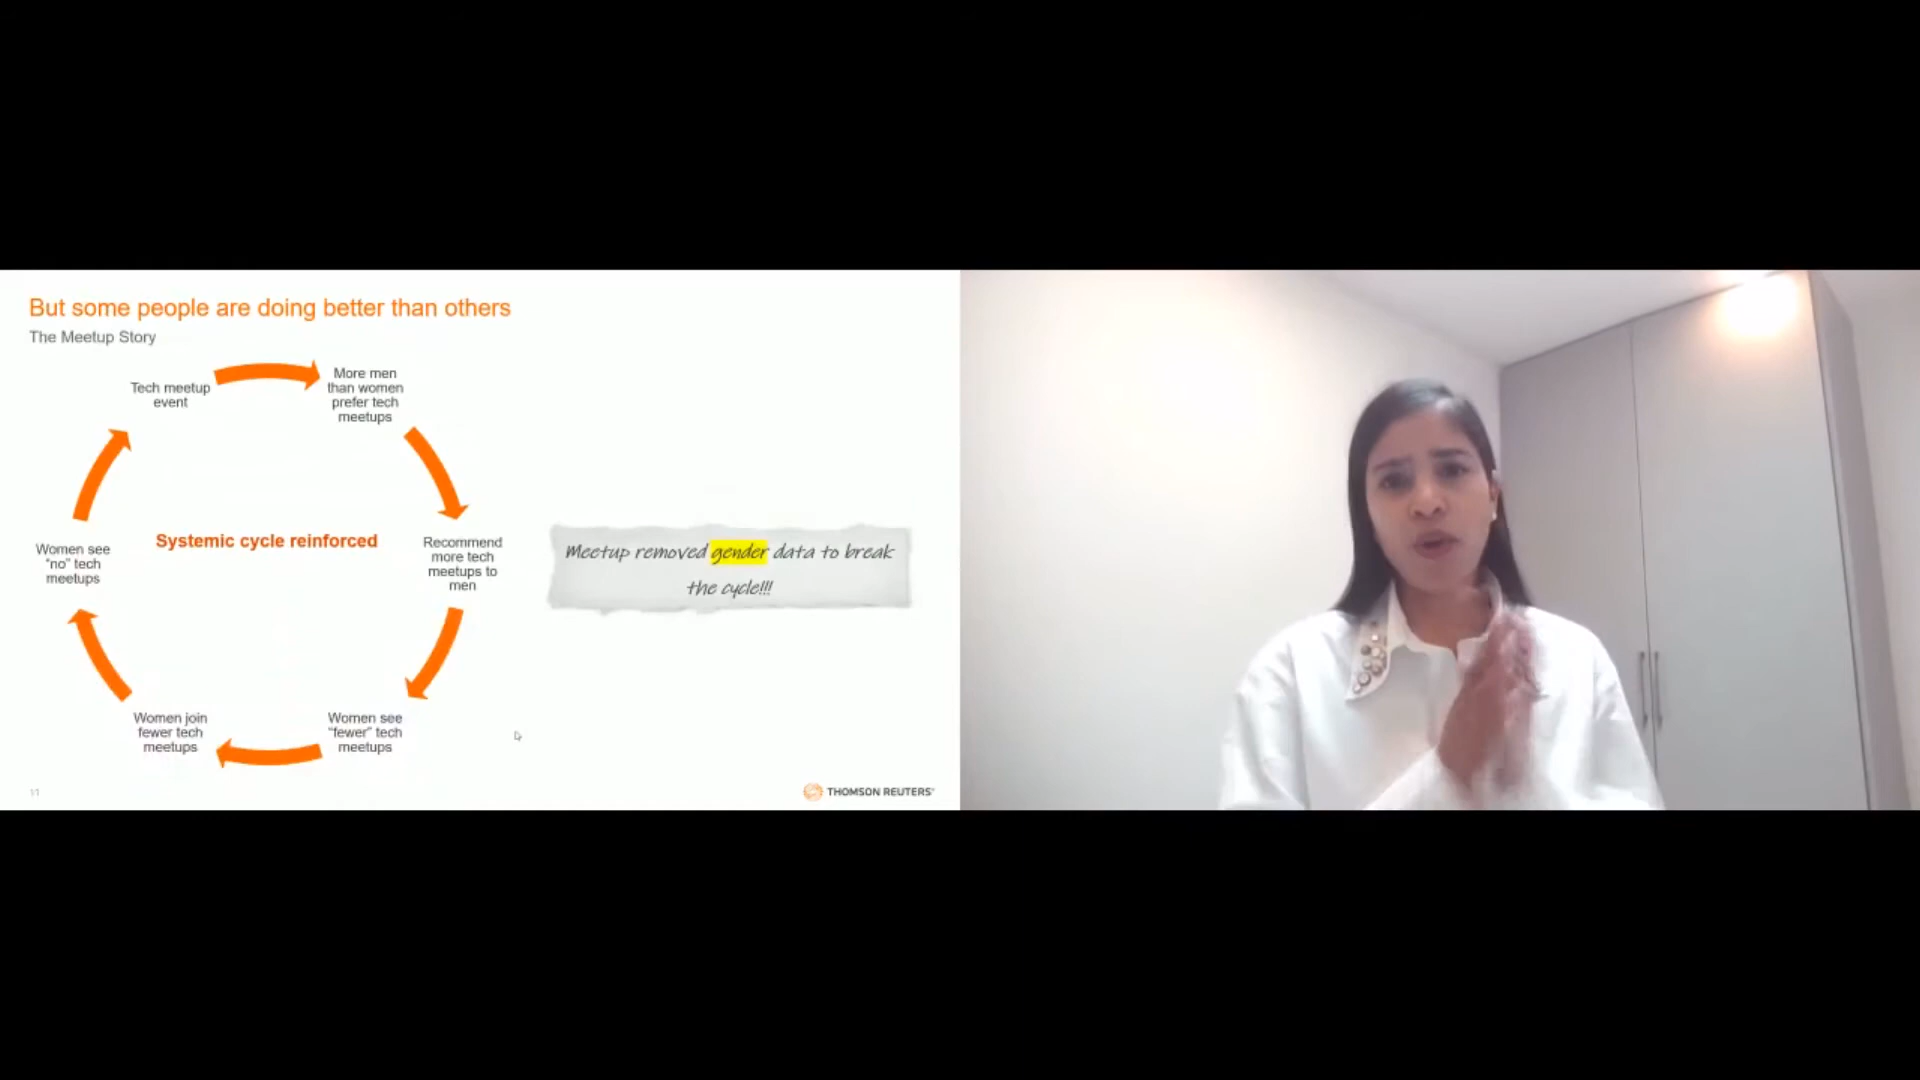 But some people are doing better than others
The Meetup Story
Tech meetup
event
More men
than women
prefer tech
meetups
Recommend
more tech
meetups to
men
Women see
"fewer" tech
meetups
Women join
fewer tech
meetups
Women see
"no" tech
meetups
Systemic cycle reinforced
Meetup removed gender data to break
the cycle!!!
11
THOMSON REUTERS